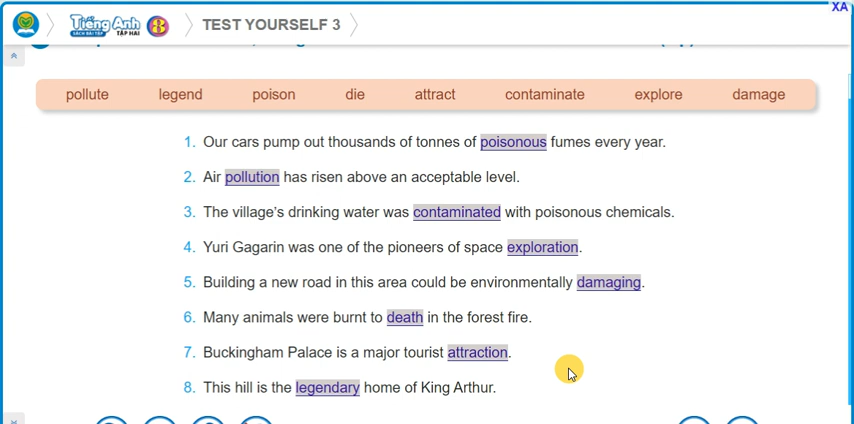 XA
Tiếng Anh 8
SÁCH BÀI TẬP TẬP HAI
TEST YOURSELF 3
pollute legend poison die attract contaminate explore damage
1. Our cars pump out thousands of tonnes of poisonous fumes every year.
2. Air pollution has risen above an acceptable level.
3. The village's drinking water was contaminated with poisonous chemicals.
4. Yuri Gagarin was one of the pioneers of space exploration.
5. Building a new road in this area could be environmentally damaging.
6. Many animals were burnt to death in the forest fire.
7. Buckingham Palace is a major tourist attraction.
8. This hill is the legendary home of King Arthur.